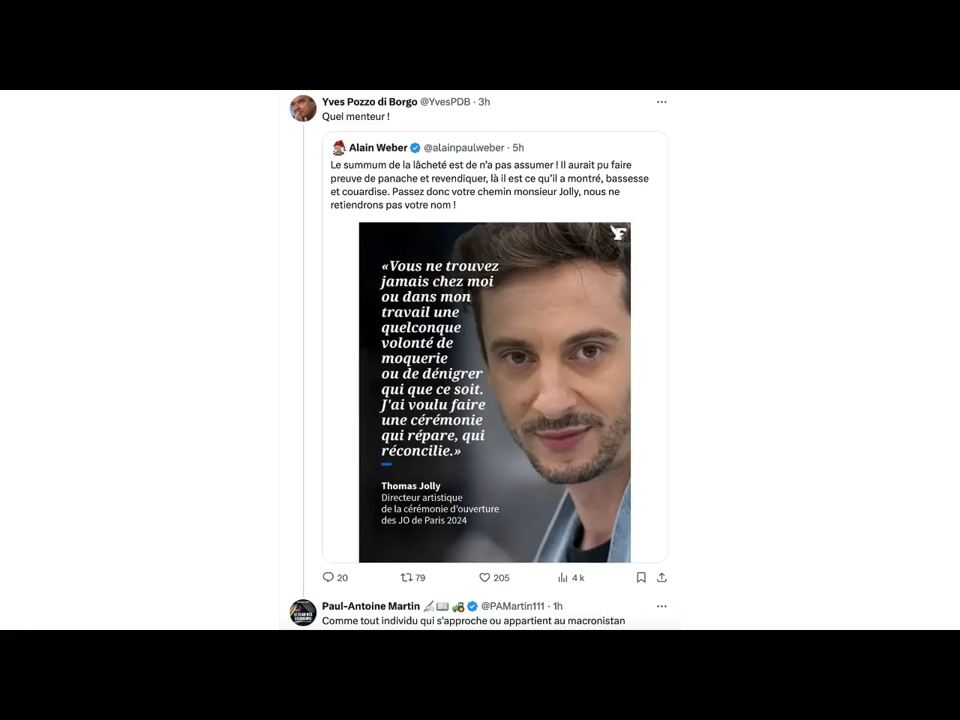 Yves Pozzo di Borgo @YvesPDB · 3h
Quel menteur !
Alain Weber @alainpaulweber · 5h
Le summum de la lâcheté est de n'a pas assumer ! Il aurait pu faire
preuve de panache et revendiquer, là il est ce qu'il a montré, bassesse
et couardise. Passez donc votre chemin monsieur Jolly, nous ne
retiendrons pas votre nom !
«Vous ne trouvez
jamais chez moi
ou dans mon
travail une
quelconque
volonté de
moquerie
ou de dénigrer
qui que ce soit.
J'ai voulu faire
une cérémonie
qui répare, qui
réconcilie.»
Thomas Jolly
Directeur artistique
de la cérémonie d'ouverture
des JO de Paris 2024
20 79 205 4 k
Paul-Antoine Martin @PAMartin111 · 1h
Comme tout individu qui s'approche ou appartient au macronistan